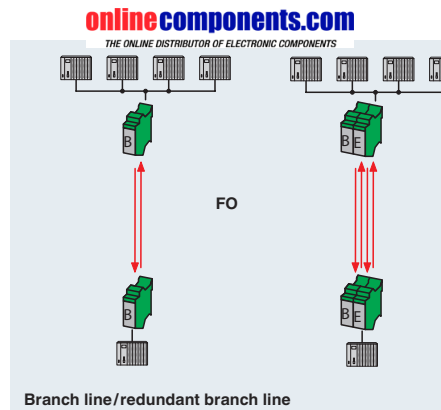 onlinecomponents.com
THE ONLINE DISTRIBUTOR OF ELECTRONIC COMPONENTS
B
B E
FO
B
B E
Branch line/redundant branch line